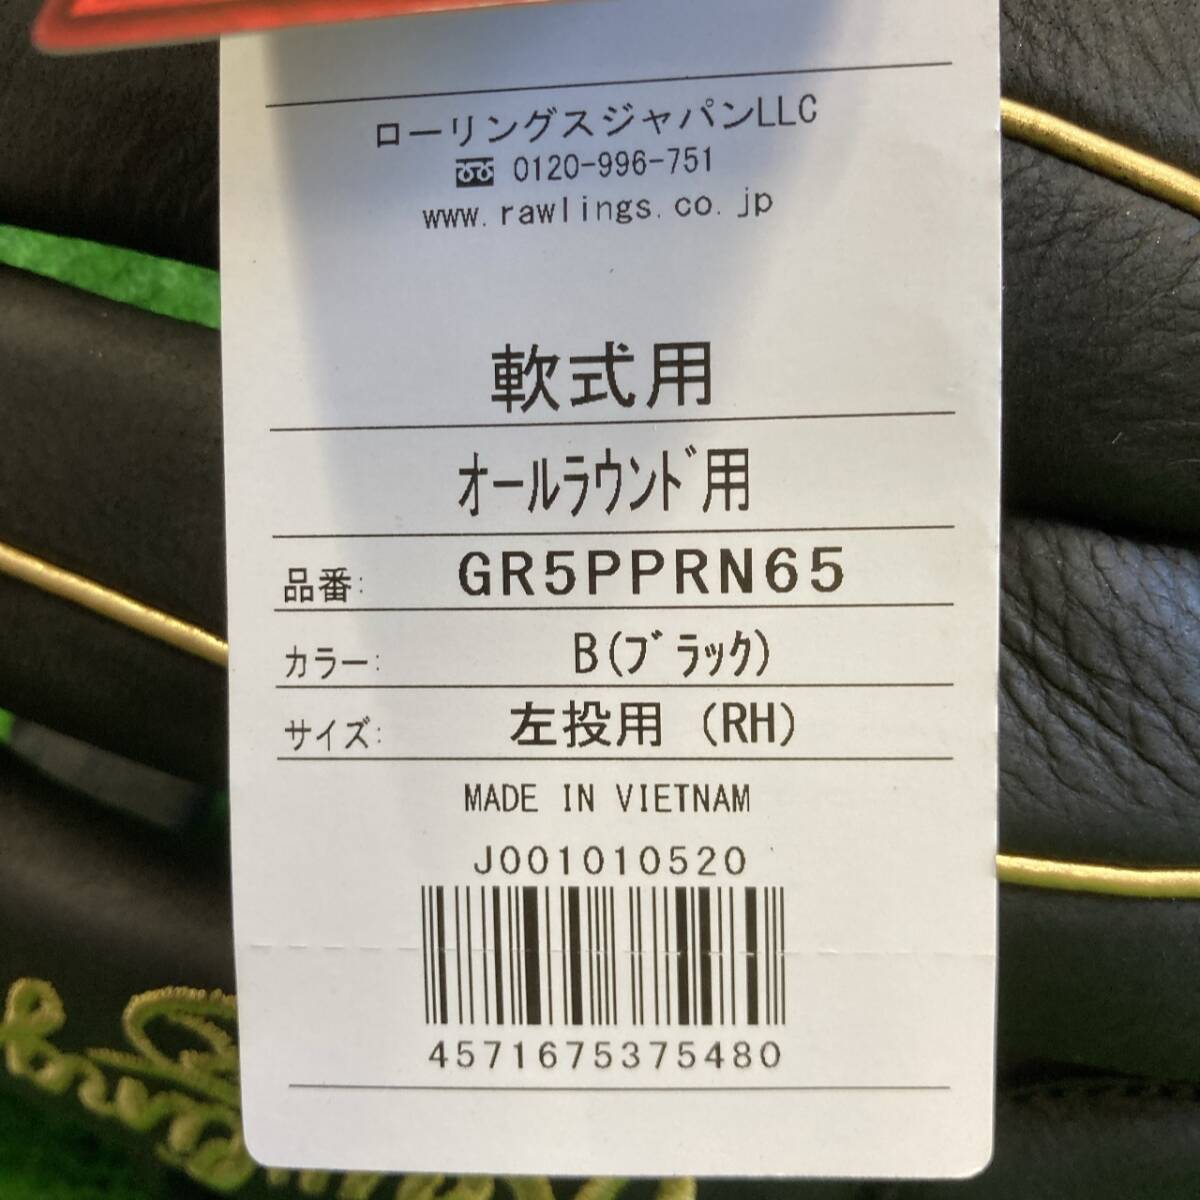 ローリングスジャパンLLC
0120-996-751
www.rawlings.co.jp
軟式用
オールラウンド用
品番: GR5PPRN65
カラー: B(ブラック)
サイズ: 左投用 (RH)
MADE IN VIETNAM
J001010520
4571675375480